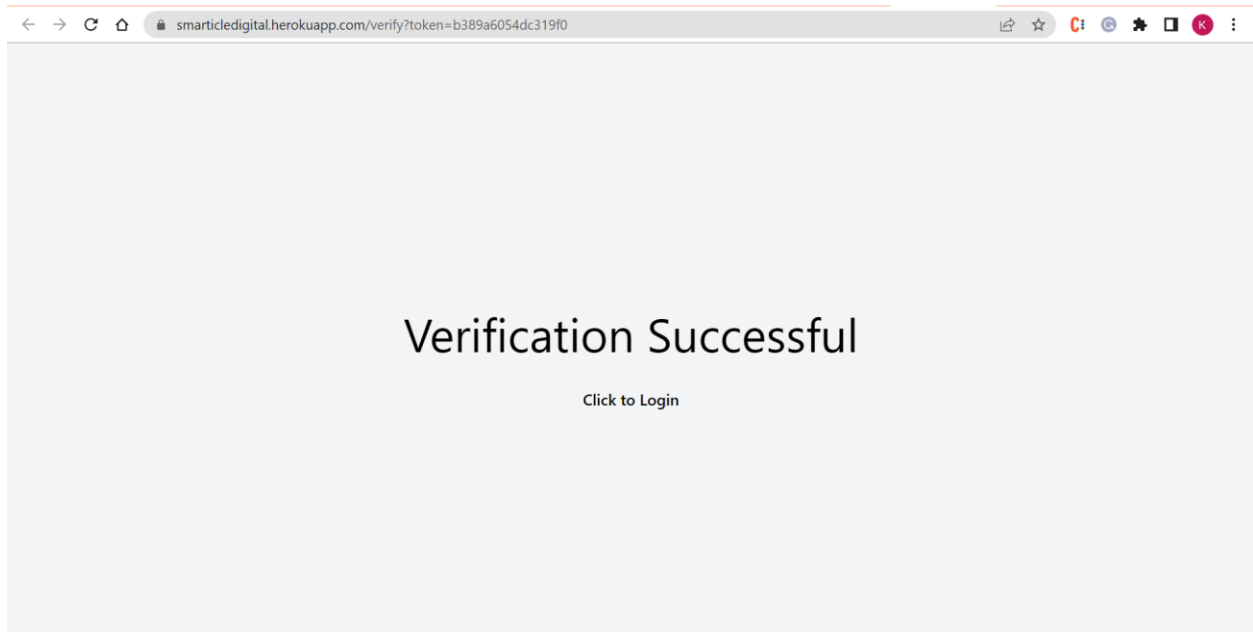 smarticledigital.herokuapp.com/verify?token=b389a6054dc319f0
K
Verification Successful
Click to Login